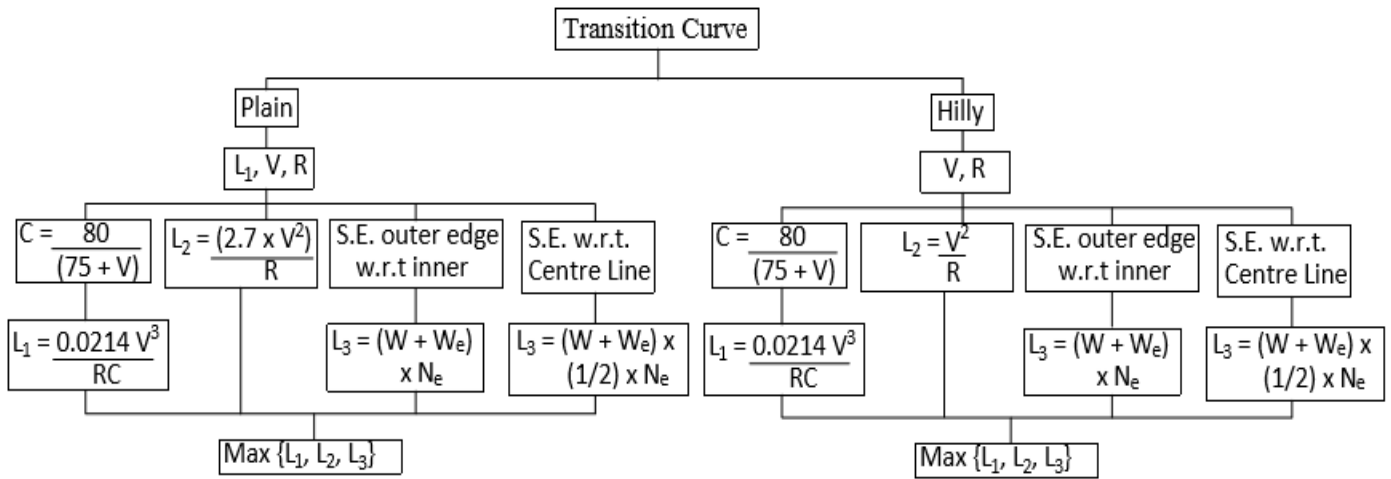 Transition Curve
Plain
L₁, V, R
C = 80
(75 + V)
L₂ = (2.7 x V²)
R
S.E. outer edge
w.r.t inner
S.E. w.r.t.
Centre Line
L₁ = 0.0214 V³
RC
L₃ = (W + Wₑ)
x Nₑ
L₃ = (W + Wₑ) x
(1/2) x Nₑ
Max {L₁, L₂, L₃}
Hilly
V, R
C = 80
(75 + V)
L₂ = V²
R
S.E. outer edge
w.r.t inner
S.E. w.r.t.
Centre Line
L₁ = 0.0214 V³
RC
L₃ = (W + Wₑ)
x Nₑ
L₃ = (W + Wₑ) x
(1/2) x Nₑ
Max {L₁, L₂, L₃}